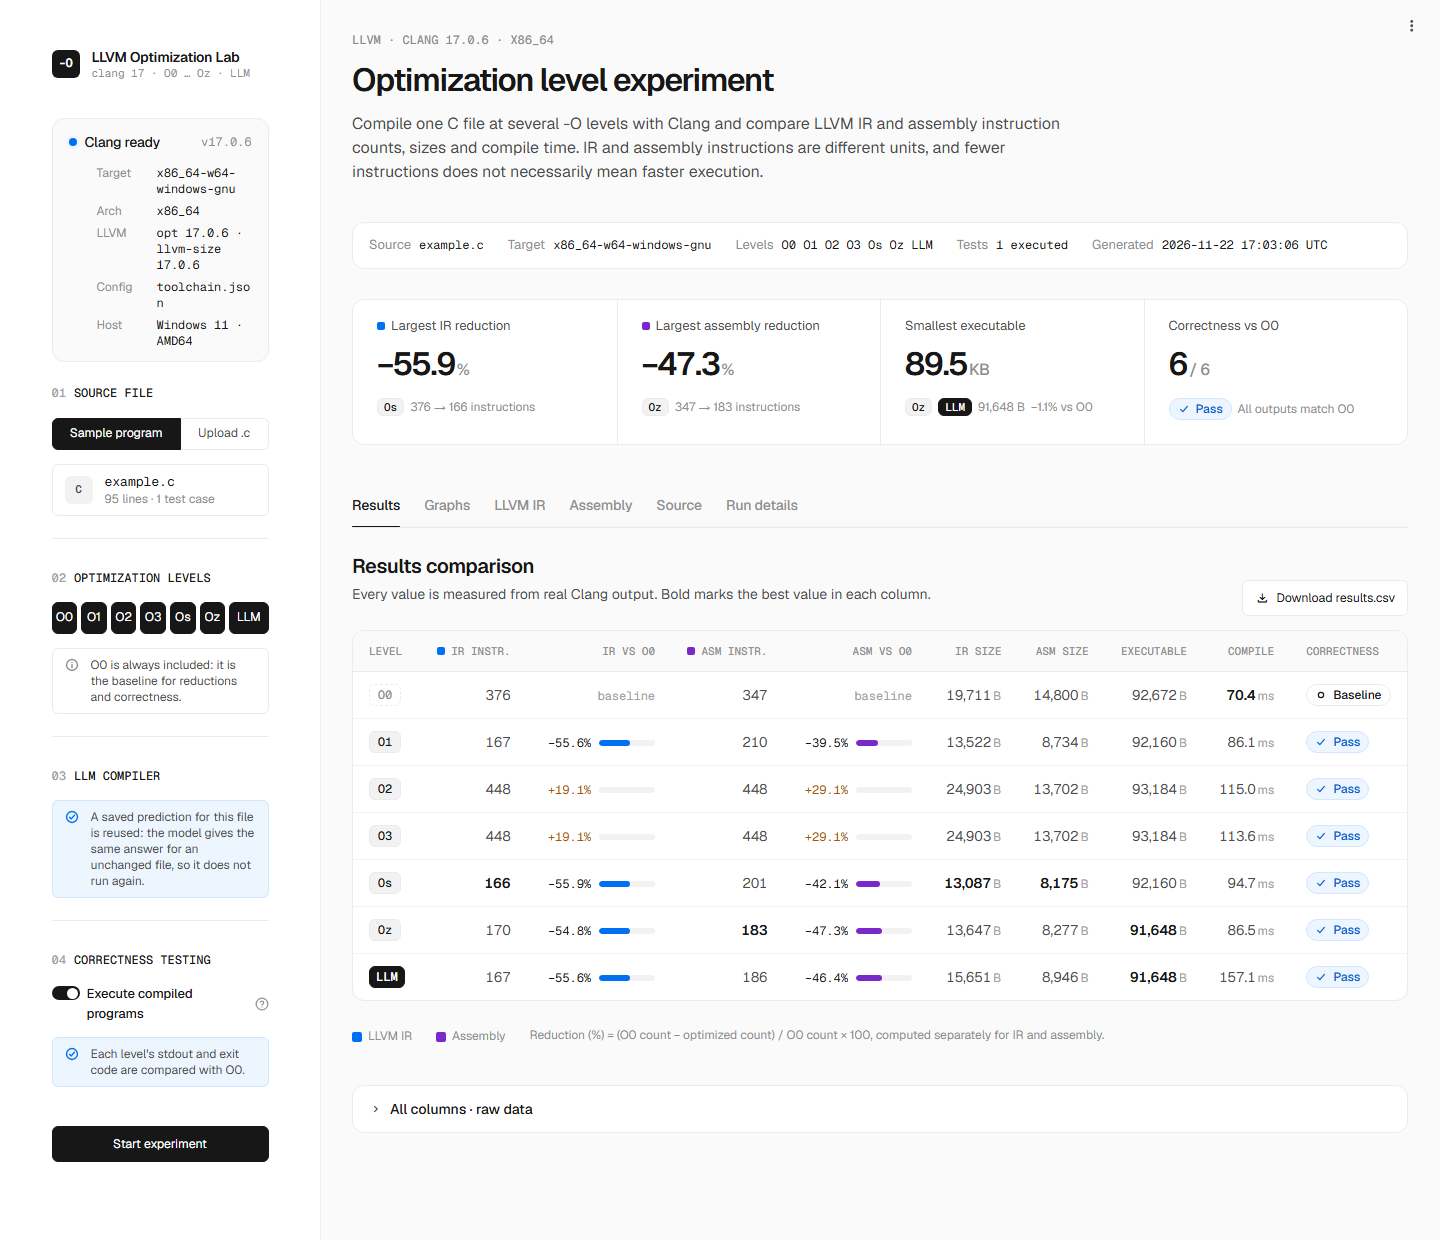 -O
LLVM Optimization Lab
clang 17 · O0 … Oz · LLM
Clang ready v17.0.6
Target x86_64-w64-
windows-gnu
Arch x86_64
LLVM opt 17.0.6 ·
llvm-size
17.0.6
Config toolchain.jso
n
Host Windows 11 ·
AMD64
01 SOURCE FILE
Sample program Upload .c
C example.c
95 lines · 1 test case
02 OPTIMIZATION LEVELS
O0 O1 O2 O3 Os Oz LLM
O0 is always included: it is
the baseline for reductions
and correctness.
03 LLM COMPILER
A saved prediction for this file
is reused: the model gives the
same answer for an
unchanged file, so it does not
run again.
04 CORRECTNESS TESTING
Execute compiled
programs
Each level's stdout and exit
code are compared with O0.
Start experiment
LLVM · CLANG 17.0.6 · X86_64
Optimization level experiment
Compile one C file at several -O levels with Clang and compare LLVM IR and assembly instruction
counts, sizes and compile time. IR and assembly instructions are different units, and fewer
instructions does not necessarily mean faster execution.
Source example.c Target x86_64-w64-windows-gnu Levels O0 O1 O2 O3 Os Oz LLM Tests 1 executed Generated 2026-11-22 17:03:06 UTC
Largest IR reduction
−55.9%
Os 376 → 166 instructions
Largest assembly reduction
−47.3%
Oz 347 → 183 instructions
Smallest executable
89.5 KB
Oz LLM 91,648 B −1.1% vs O0
Correctness vs O0
6 / 6
Pass All outputs match O0
Results Graphs LLVM IR Assembly Source Run details
Results comparison
Every value is measured from real Clang output. Bold marks the best value in each column.
Download results.csv
LEVEL IR INSTR. IR VS O0 ASM INSTR. ASM VS O0 IR SIZE ASM SIZE EXECUTABLE COMPILE CORRECTNESS
O0 376 baseline 347 baseline 19,711 B 14,800 B 92,672 B 70.4 ms Baseline
O1 167 −55.6% 210 −39.5% 13,522 B 8,734 B 92,160 B 86.1 ms Pass
O2 448 +19.1% 448 +29.1% 24,903 B 13,702 B 93,184 B 115.0 ms Pass
O3 448 +19.1% 448 +29.1% 24,903 B 13,702 B 93,184 B 113.6 ms Pass
Os 166 −55.9% 201 −42.1% 13,087 B 8,175 B 92,160 B 94.7 ms Pass
Oz 170 −54.8% 183 −47.3% 13,647 B 8,277 B 91,648 B 86.5 ms Pass
LLM 167 −55.6% 186 −46.4% 15,651 B 8,946 B 91,648 B 157.1 ms Pass
LLVM IR Assembly Reduction (%) = (O0 count − optimized count) / O0 count × 100, computed separately for IR and assembly.
All columns · raw data